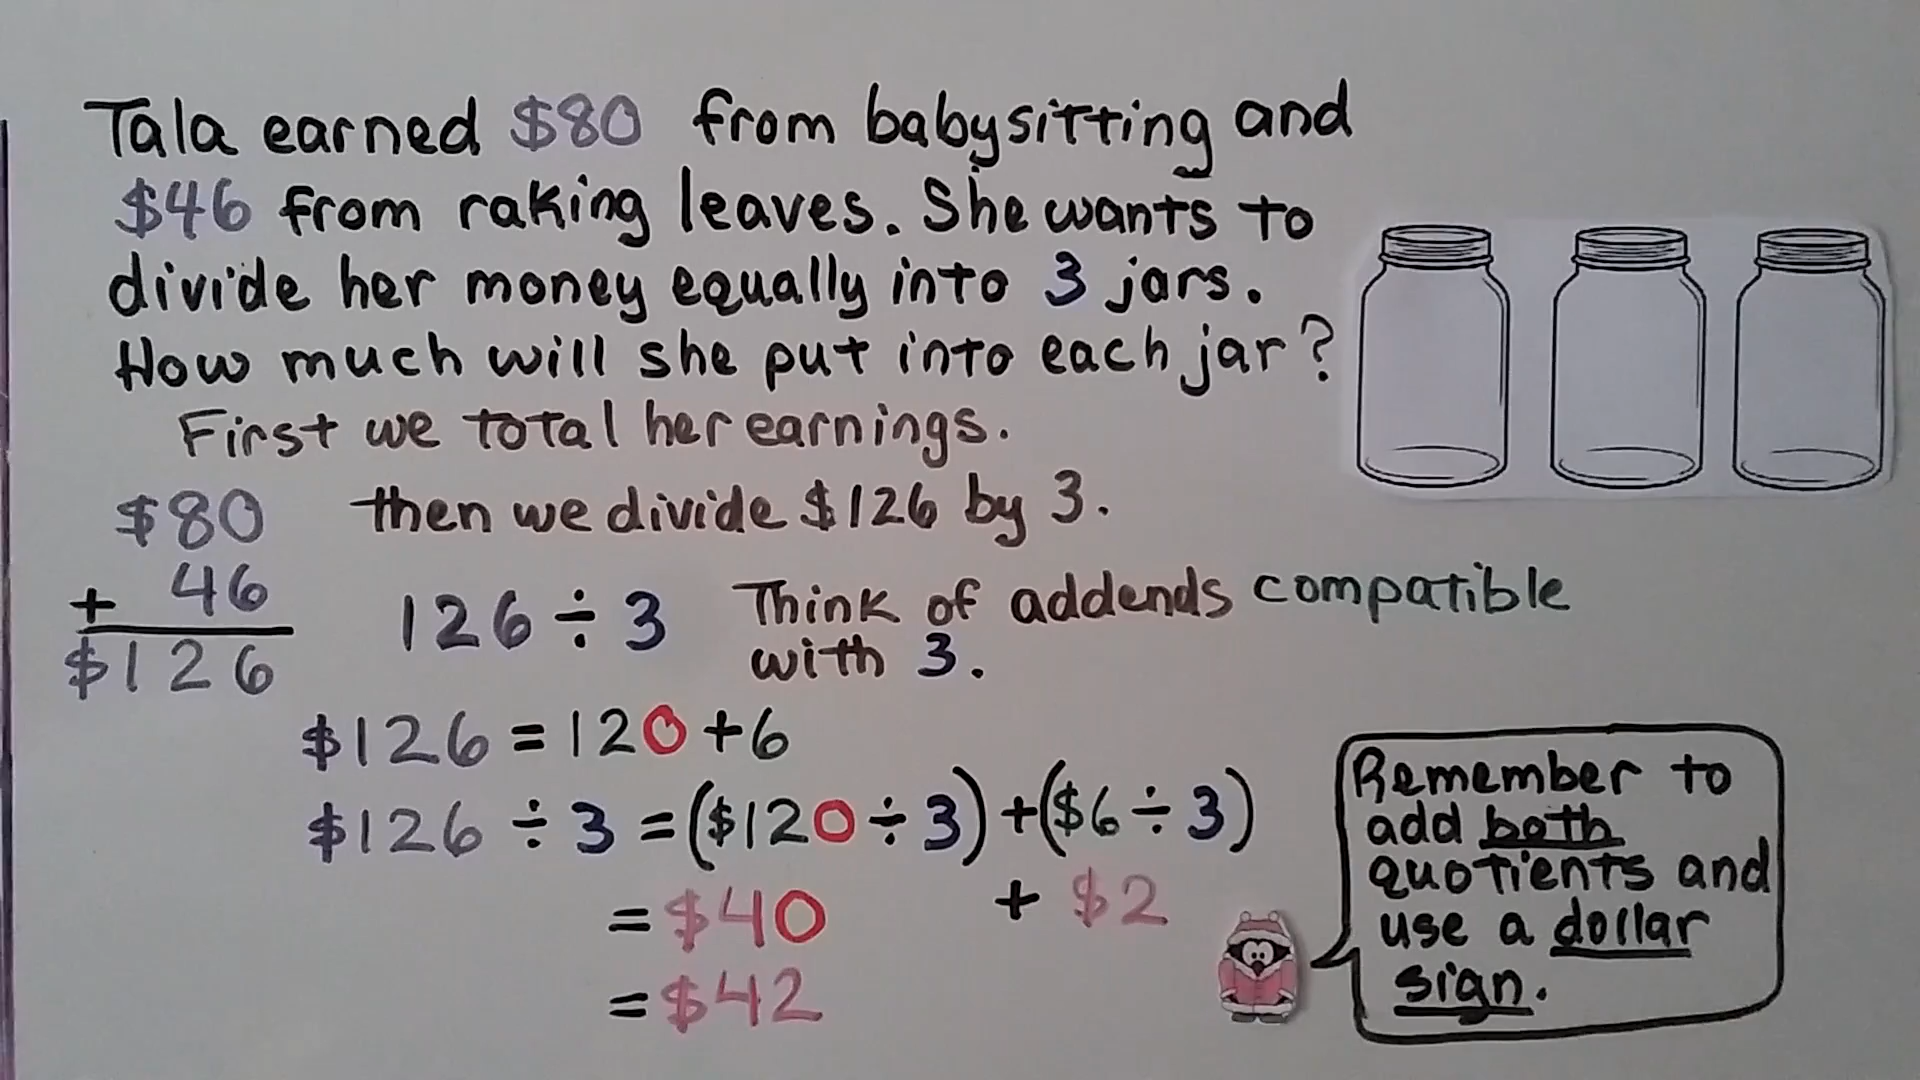 Tala earned $80 from babysitting and
$46 from raking leaves. She wants to
divide her money equally into 3 jars.
How much will she put into each jar?
First we total her earnings.
$80
+ 46
$126
then we divide $126 by 3.
126 ÷ 3
Think of addends compatible
with 3.
$126 = 120 + 6
$126 ÷ 3 = ($120 ÷ 3) + ($6 ÷ 3)
= $40 + $2
= $42
Remember to
add both
quotients and
use a dollar
sign.